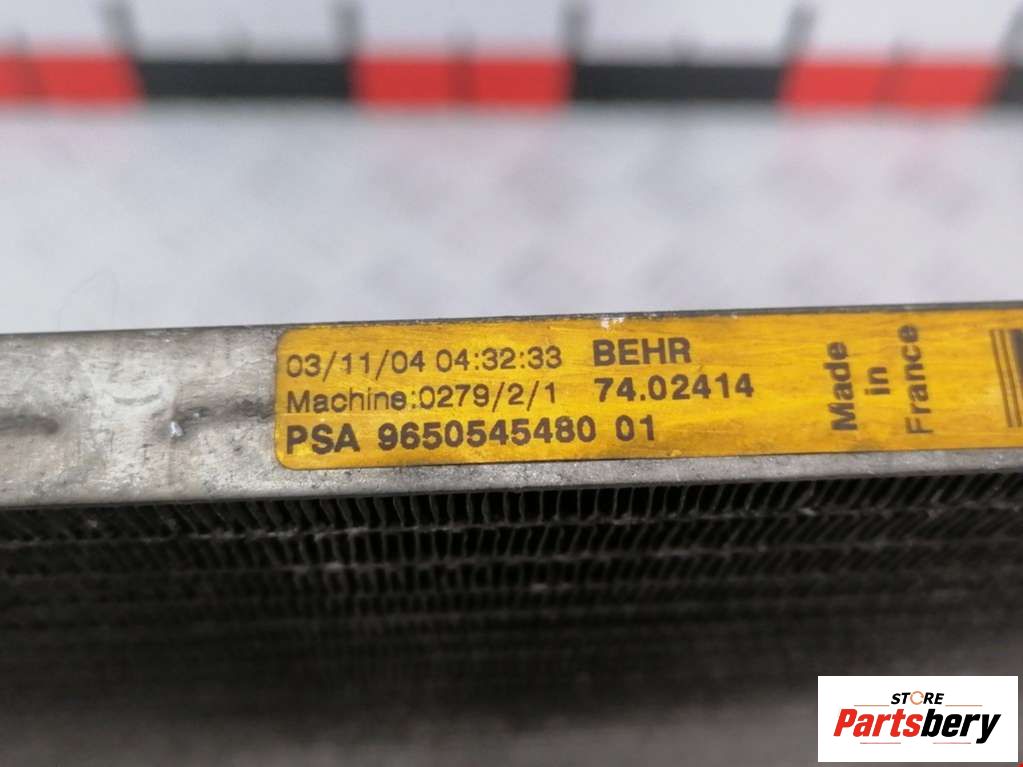 03/11/04 04:32:33 BEHR
Machine:0279/2/1 74.02414
PSA 9650545480 01
Made
in
France
STORE
Partsbery